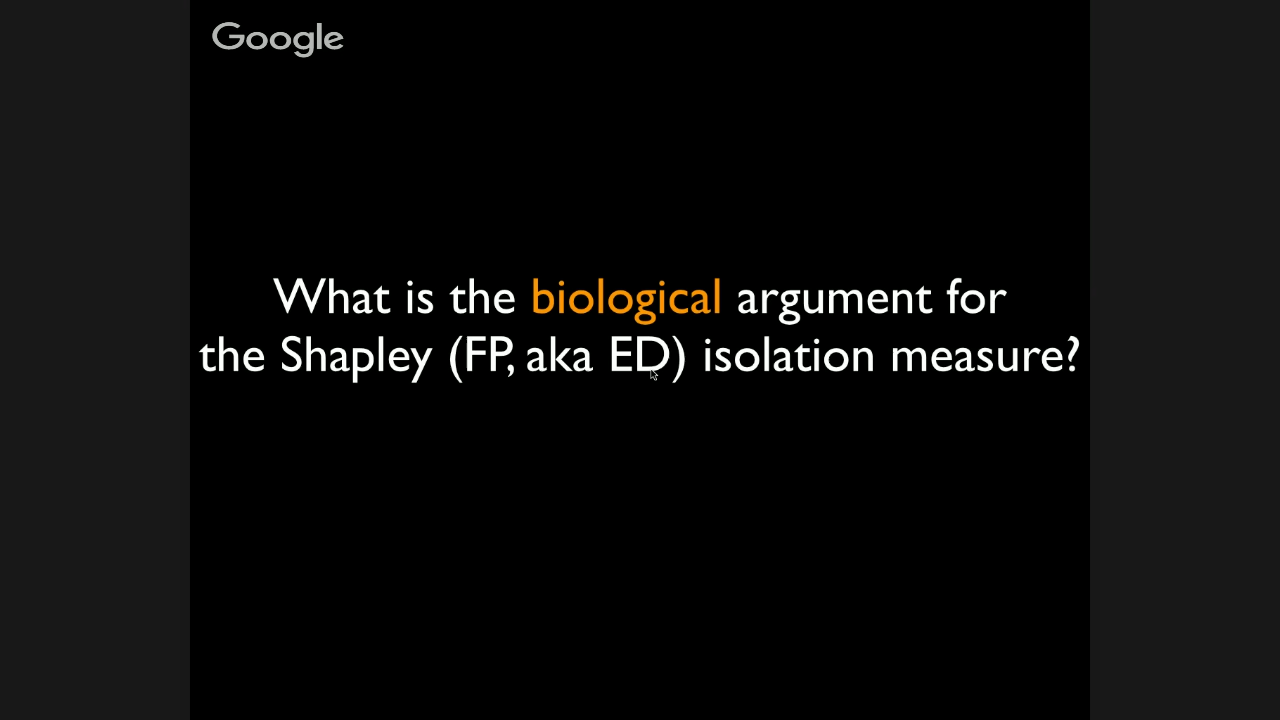 Google
What is the biological argument for
the Shapley (FP, aka ED) isolation measure?